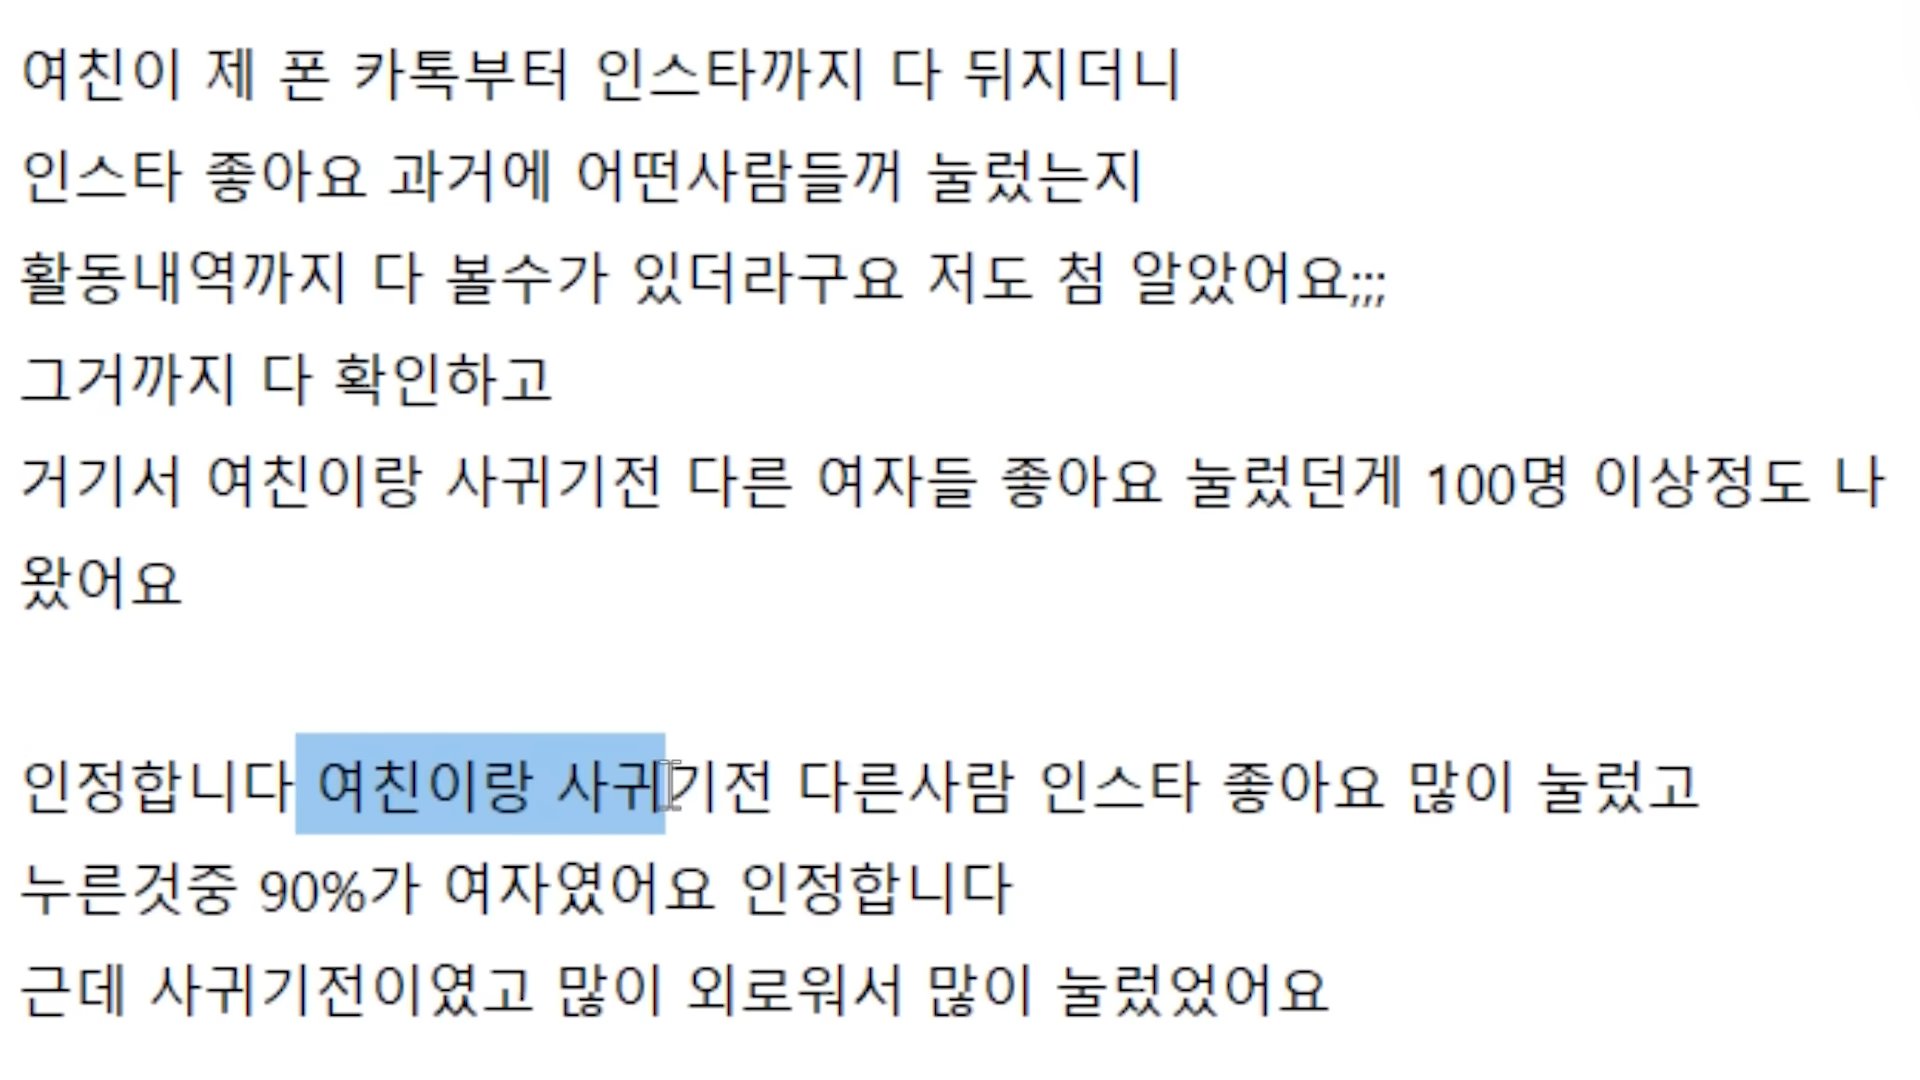 여친이 제 폰 카톡부터 인스타까지 다 뒤지더니
인스타 좋아요 과거에 어떤사람들꺼 눌렀는지
활동내역까지 다 볼수가 있더라구요 저도 첨 알았어요;;;
그거까지 다 확인하고
거기서 여친이랑 사귀기전 다른 여자들 좋아요 눌렀던게 100명 이상정도 나
왔어요
인정합니다 여친이랑 사귀기전 다른사람 인스타 좋아요 많이 눌렀고
누른것중 90%가 여자였어요 인정합니다
근데 사귀기전이였고 많이 외로워서 많이 눌렀었어요